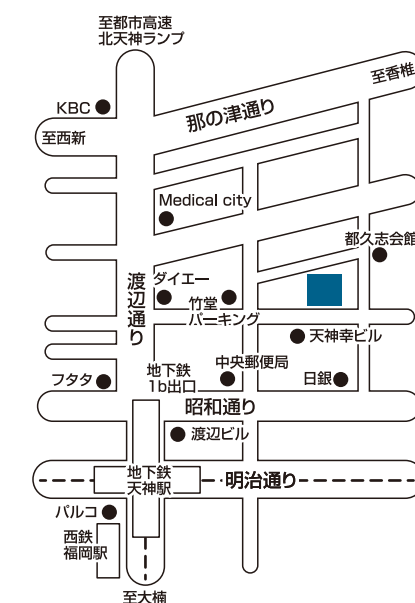 至都市高速
北天神ランプ
至香椎
KBC
那の津通り
至西新
Medical city
都久志会館
渡辺通り
ダイエー
竹堂
パーキング
天神幸ビル
地下鉄
1b出口
中央郵便局
フタタ
日銀
昭和通り
渡辺ビル
地下鉄
天神駅
明治通り
パルコ
西鉄
福岡駅
至大楠